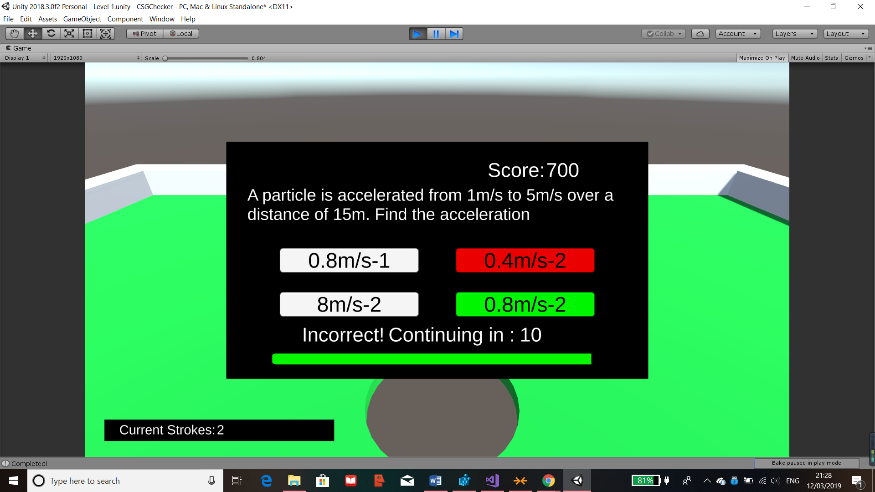 Unity 2018.3.0f2 Personal - Level 1.unity - CSGChecker - PC, Mac & Linux Standalone* <DX11>
File Edit Assets GameObject Component Window Help
Pivot Local Collab Account Layers Layout
Game
Display 1 1920x1080 Scale Maximize On Play Mute Audio Stats Gizmos
Score:700
A particle is accelerated from 1m/s to 5m/s over a
distance of 15m. Find the acceleration
0.8m/s-1 0.4m/s-2
8m/s-2 0.8m/s-2
Incorrect! Continuing in : 10
Current Strokes:2
Completed! Bake paused in play mode
Type here to search 81% ENG 21:28
12/03/2019